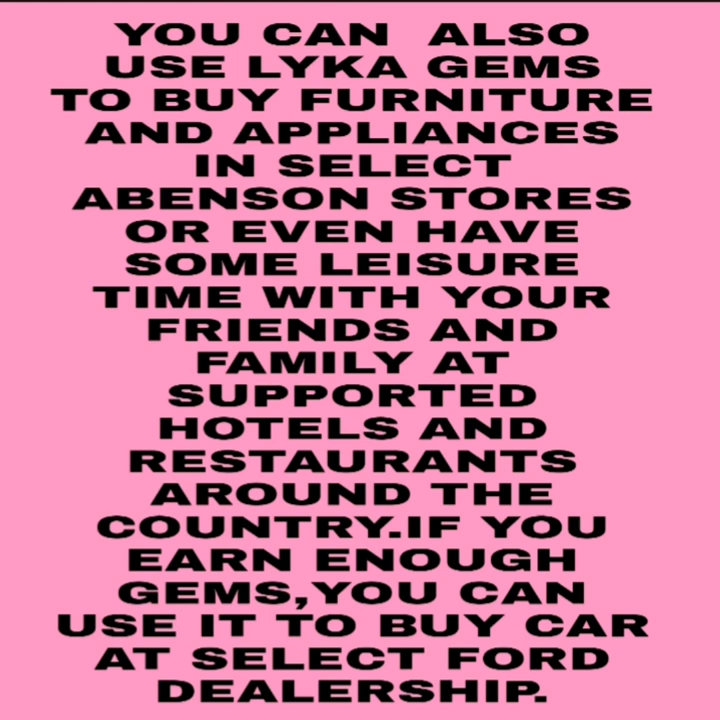 YOU CAN ALSO
USE LYKA GEMS
TO BUY FURNITURE
AND APPLIANCES
IN SELECT
ABENSON STORES
OR EVEN HAVE
SOME LEISURE
TIME WITH YOUR
FRIENDS AND
FAMILY AT
SUPPORTED
HOTELS AND
RESTAURANTS
AROUND THE
COUNTRY.IF YOU
EARN ENOUGH
GEMS,YOU CAN
USE IT TO BUY CAR
AT SELECT FORD
DEALERSHIP.